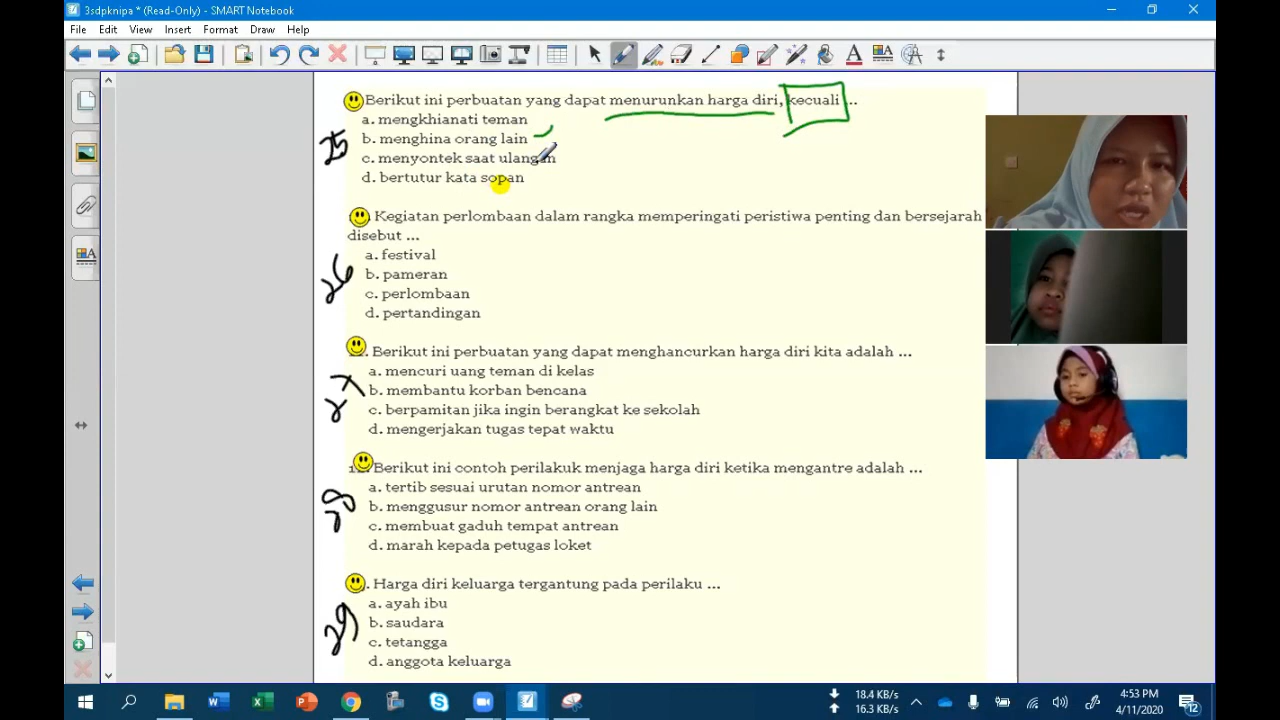 3sdpknipa * (Read-Only) - SMART Notebook
File Edit View Insert Format Draw Help
Berikut ini perbuatan yang dapat menurunkan harga diri, kecuali ...
a. mengkhianati teman
25
b. menghina orang lain
c. menyontek saat ulangan
d. bertutur kata sopan
Kegiatan perlombaan dalam rangka memperingati peristiwa penting dan bersejarah
disebut ...
26
a. festival
b. pameran
c. perlombaan
d. pertandingan
Berikut ini perbuatan yang dapat menghancurkan harga diri kita adalah ...
27
a. mencuri uang teman di kelas
b. membantu korban bencana
c. berpamitan jika ingin berangkat ke sekolah
d. mengerjakan tugas tepat waktu
Berikut ini contoh perilakuk menjaga harga diri ketika mengantre adalah ...
28
a. tertib sesuai urutan nomor antrean
b. menggusur nomor antrean orang lain
c. membuat gaduh tempat antrean
d. marah kepada petugas loket
Harga diri keluarga tergantung pada perilaku ...
29
a. ayah ibu
b. saudara
c. tetangga
d. anggota keluarga
18.4 KB/s
16.3 KB/s
4:53 PM
4/11/2020
12